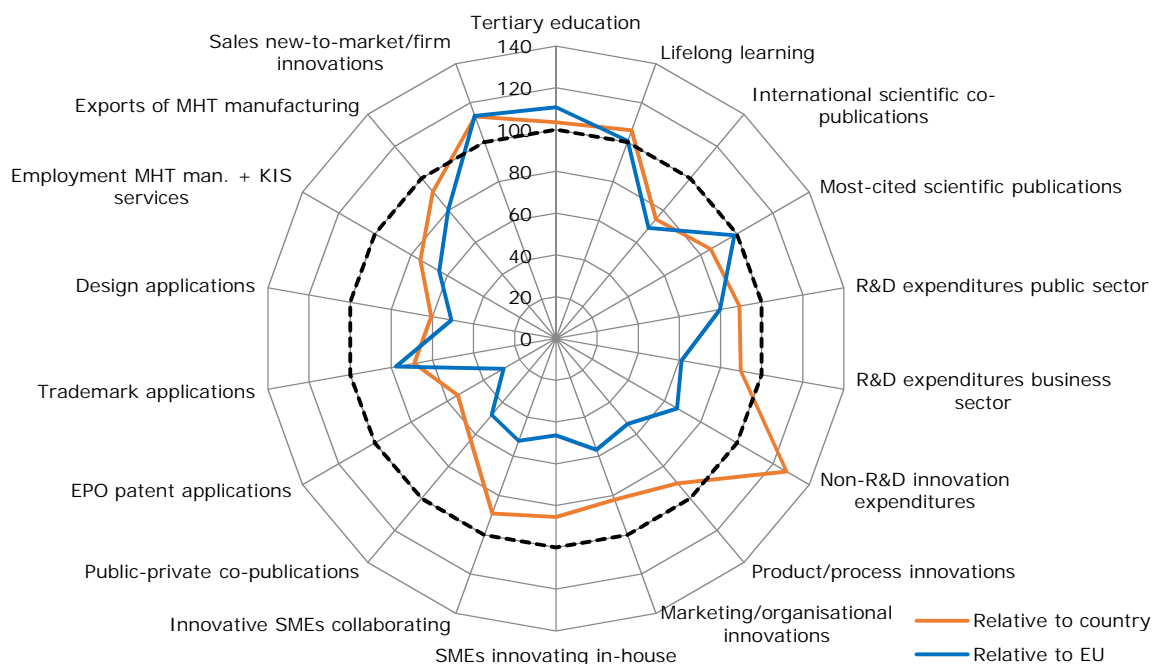 Tertiary education
Lifelong learning
International scientific co-
publications
Most-cited scientific publications
R&D expenditures public sector
R&D expenditures business
sector
Non-R&D innovation
expenditures
Product/process innovations
Marketing/organisational
innovations
SMEs innovating in-house
Innovative SMEs collaborating
Public-private co-publications
EPO patent applications
Trademark applications
Design applications
Employment MHT man. + KIS
services
Exports of MHT manufacturing
Sales new-to-market/firm
innovations
140
120
100
80
60
40
20
0
Relative to country
Relative to EU